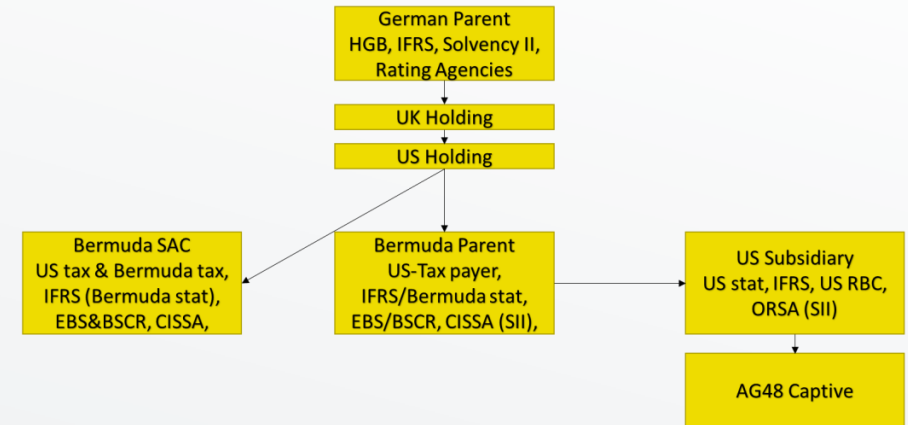 German Parent
HGB, IFRS, Solvency II,
Rating Agencies
UK Holding
US Holding
Bermuda SAC
US tax & Bermuda tax,
IFRS (Bermuda stat),
EBS&BSCR, CISSA,
Bermuda Parent
US-Tax payer,
IFRS/Bermuda stat,
EBS/BSCR, CISSA (SII),
US Subsidiary
US stat, IFRS, US RBC,
ORSA (SII)
AG48 Captive